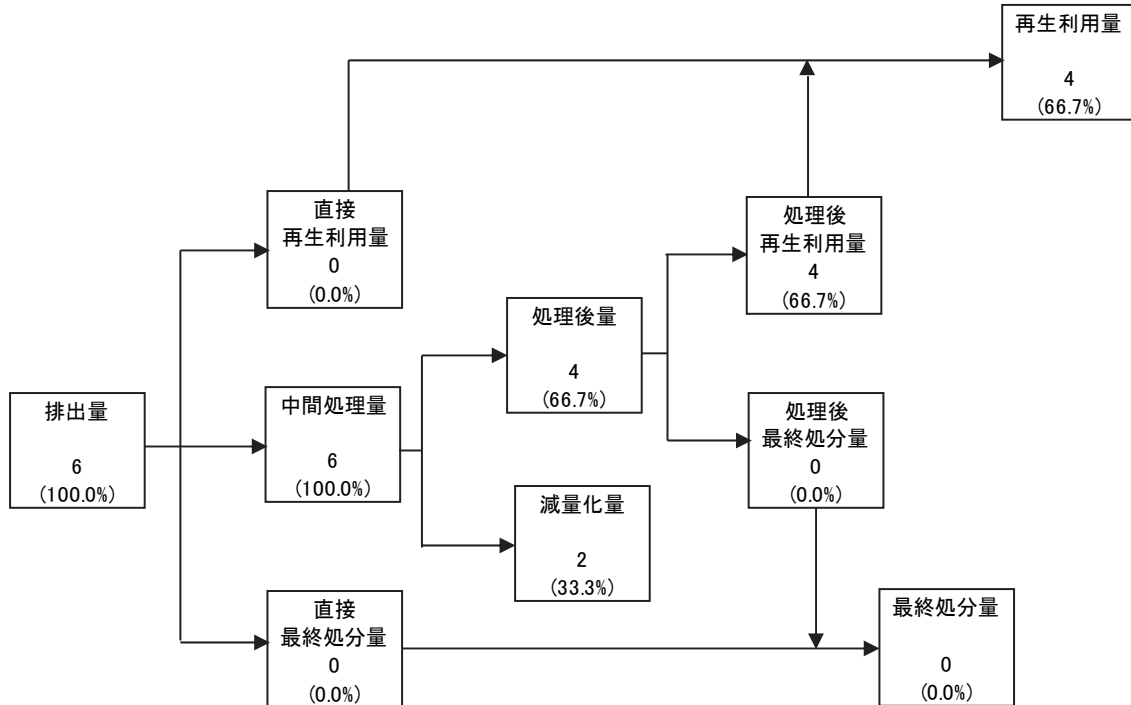 再生利用量
4
(66.7%)
直接
再生利用量
0
(0.0%)
処理後
再生利用量
4
(66.7%)
処理後量
4
(66.7%)
排出量
6
(100.0%)
中間処理量
6
(100.0%)
処理後
最終処分量
0
(0.0%)
減量化量
2
(33.3%)
直接
最終処分量
0
(0.0%)
最終処分量
0
(0.0%)